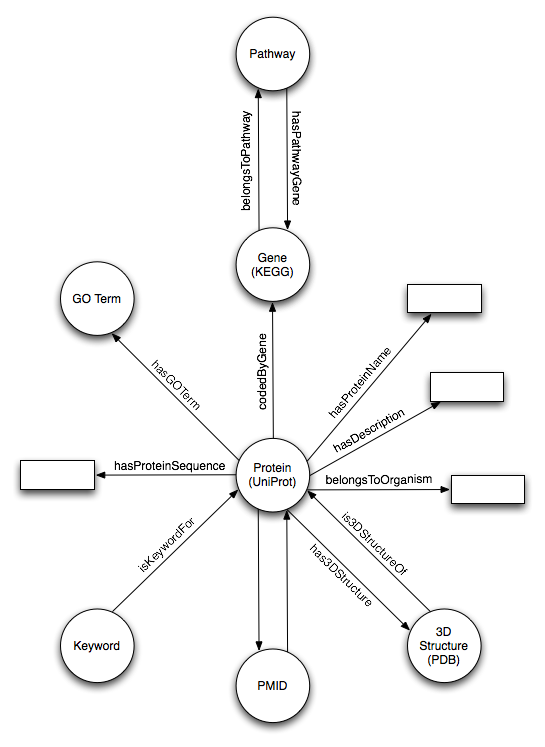 Pathway
belongsToPathway
hasPathwayGene
Gene
(KEGG)
GO Term
codedByGene
hasProteinName
hasGOTerm
hasDescription
hasProteinSequence
Protein
(UniProt)
belongsToOrganism
isKeywordFor
is3DStructureOf
has3DStructure
Keyword
3D
Structure
(PDB)
PMID